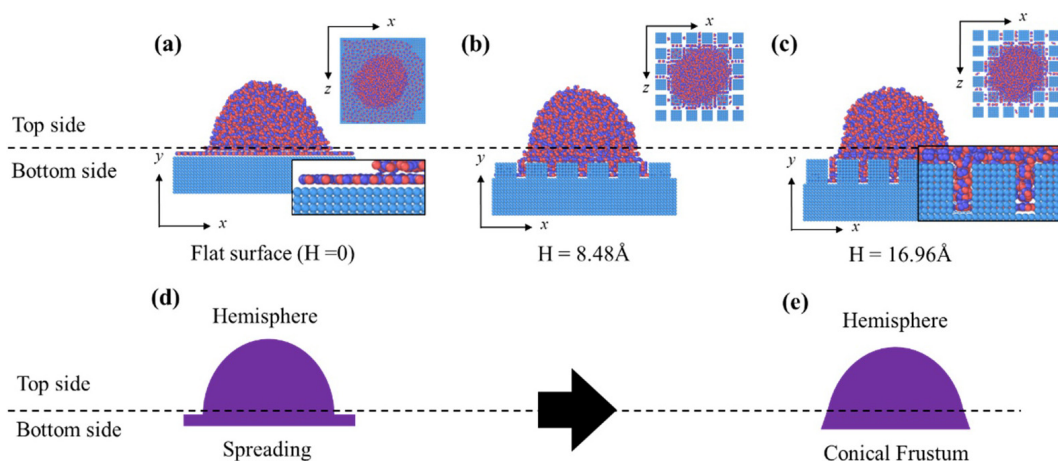 (a)
x
z
(b)
x
z
(c)
x
z
Top side
Bottom side
y
x
y
x
y
x
Flat surface (H =0)
H = 8.48Å
H = 16.96Å
(d)
Hemisphere
(e)
Hemisphere
Top side
Bottom side
Spreading
Conical Frustum